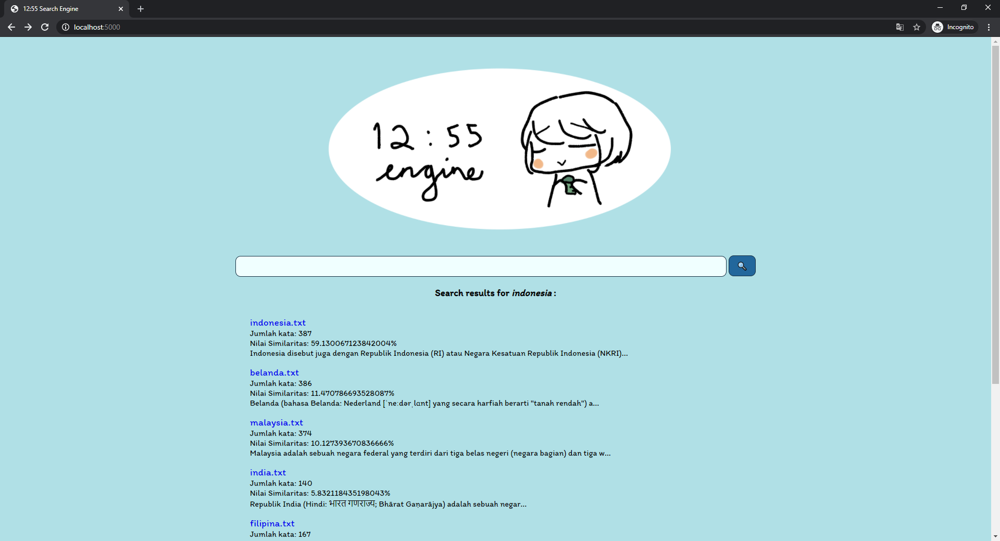 12:55 Search Engine
localhost:5000
Incognito
12:55
engine
Search results for indonesia :
indonesia.txt
Jumlah kata: 387
Nilai Similaritas: 59.130067123842004%
Indonesia disebut juga dengan Republik Indonesia (RI) atau Negara Kesatuan Republik Indonesia (NKRI)...
belanda.txt
Jumlah kata: 386
Nilai Similaritas: 11.470786693528087%
Belanda (bahasa Belanda: Nederland [ˈneːdərˌlɑnt] yang secara harfiah berarti "tanah rendah") a...
malaysia.txt
Jumlah kata: 374
Nilai Similaritas: 10.127393670836666%
Malaysia adalah sebuah negara federal yang terdiri dari tiga belas negeri (negara bagian) dan tiga w...
india.txt
Jumlah kata: 140
Nilai Similaritas: 5.832118435198043%
Republik India (Hindi: भारत गणराज्य; Bhārat Gaṇarājya) adalah sebuah negar...
filipina.txt
Jumlah kata: 167